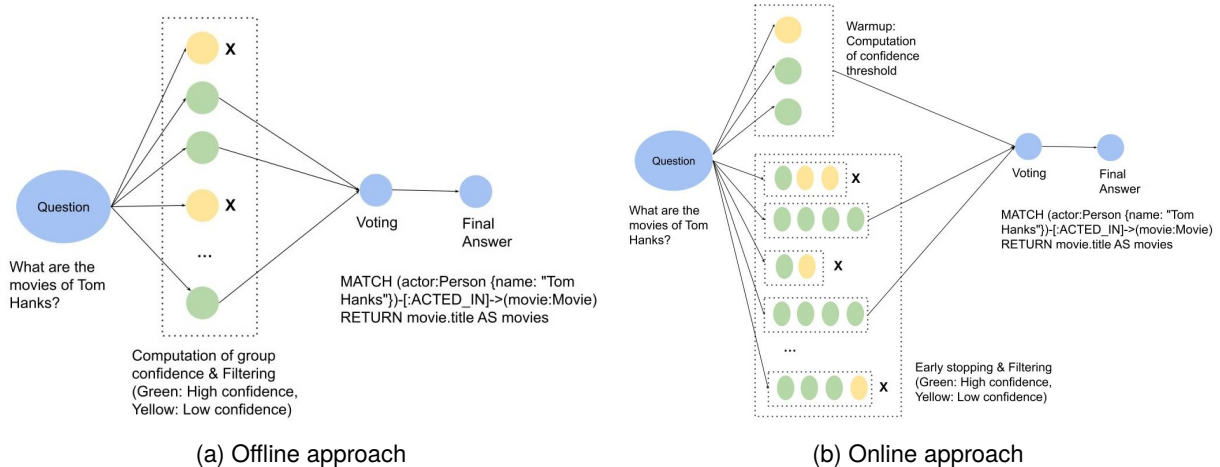 X
X
...
Question
What are the
movies of Tom
Hanks?
Voting
Final
Answer
MATCH (actor:Person {name: "Tom
Hanks"})-[:ACTED_IN]->(movie:Movie)
RETURN movie.title AS movies
Computation of group
confidence & Filtering
(Green: High confidence,
Yellow: Low confidence)
(a) Offline approach
Warmup:
Computation
of confidence
threshold
Question
What are the
movies of Tom
Hanks?
X
X
...
X
Voting
Final
Answer
MATCH (actor:Person {name: "Tom
Hanks"})-[:ACTED_IN]->(movie:Movie)
RETURN movie.title AS movies
Early stopping & Filtering
(Green: High confidence,
Yellow: Low confidence)
(b) Online approach